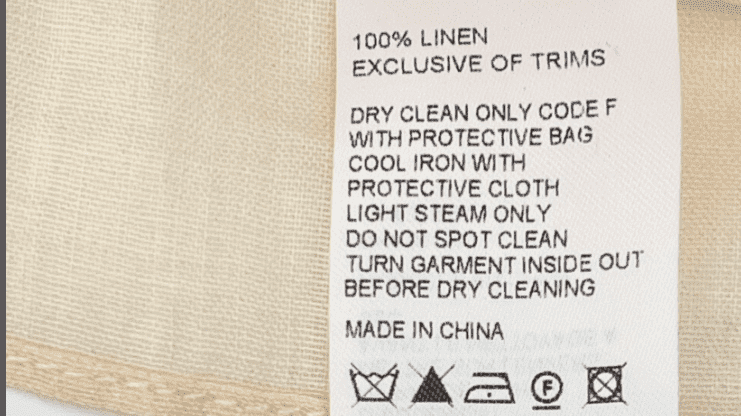 100% LINEN
EXCLUSIVE OF TRIMS
DRY CLEAN ONLY CODE F
WITH PROTECTIVE BAG
COOL IRON WITH
PROTECTIVE CLOTH
LIGHT STEAM ONLY
DO NOT SPOT CLEAN
TURN GARMENT INSIDE OUT
BEFORE DRY CLEANING
MADE IN CHINA
F